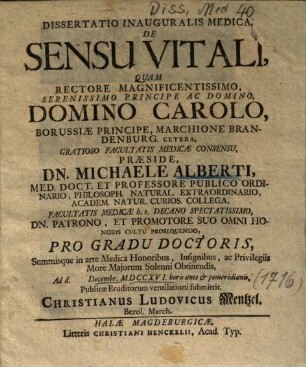 Diss. Med 40
DISSERTATIO INAUGURALIS MEDICA,
DE
SENSU VITALI,
QUAM
RECTORE MAGNIFICENTISSIMO,
SERENISSIMO PRINCIPE AC DOMINO,
DOMINO CAROLO,
BORUSSIÆ PRINCIPE, MARCHIONE BRAN-
DENBURG. CETERA,
GRATIOSO FACULTATIS MEDICÆ CONSENSU,
PRÆSIDE,
DN. MICHAELE ALBERTI,
MED. DOCT. ET PROFESSORE PUBLICO ORDI-
NARIO, PHILOSOPH. NATURAL. EXTRAORDINARIO,
ACADEM. NATUR. CURIOS. COLLEGA,
FACULTATIS MEDICÆ h. t. DECANO SPECTATISSIMO,
DN. PATRONO, ET PROMOTORE SUO OMNI HO-
NORIS CULTU PROSEQUENDO,
PRO GRADU DOCTORIS,
Summisque in arte Medica Honoribus, Insignibus, ac Privilegiis
More Majorum Solenni Obtinendis,
Ad d. Decembr. MDCCXVI. horis ante & pomeridianis,
Publicæ Eruditorum ventilationi submittit
(1716)
CHRISTIANUS LUDOVICUS Mentzel,
Berol. March.
HALÆ MAGDEBURGICÆ,
Litteris CHRISTIANI HENCKELII, Acad. Typ.